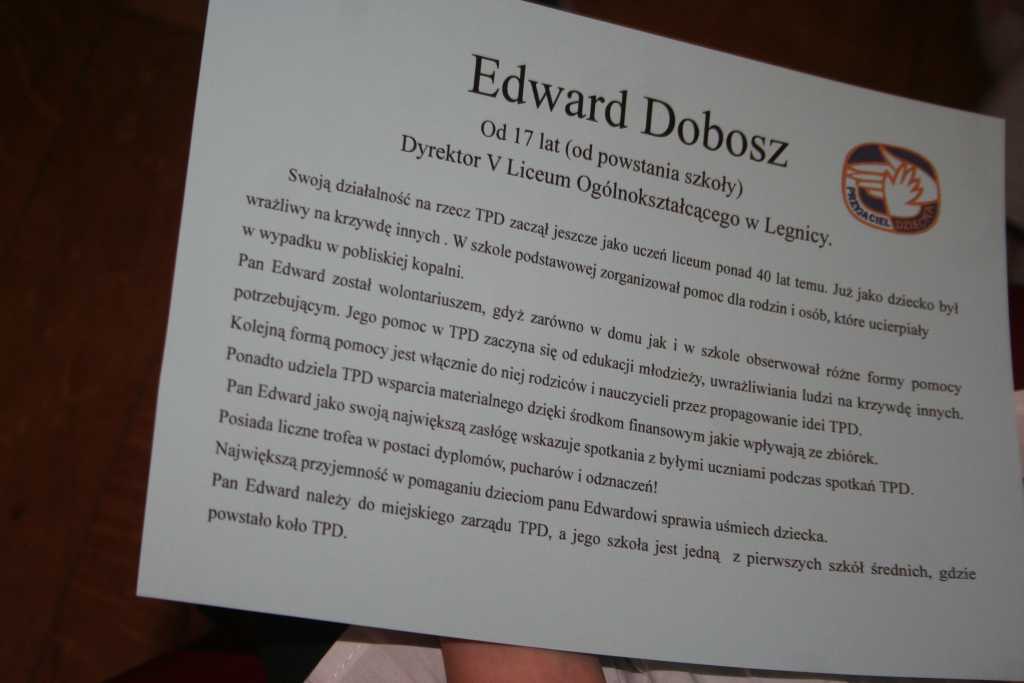 Edward Dobosz
Od 17 lat (od powstania szkoły)
Dyrektor V Liceum Ogólnokształcącego w Legnicy.
PRZYJACIEL DZIECKA
Swoją działalność na rzecz TPD zaczął jeszcze jako uczeń liceum ponad 40 lat temu. Już jako dziecko był
wrażliwy na krzywdę innych . W szkole podstawowej zorganizował pomoc dla rodzin i osób, które ucierpiały
w wypadku w pobliskiej kopalni.
Pan Edward został wolontariuszem, gdyż zarówno w domu jak i w szkole obserwował różne formy pomocy
potrzebującym. Jego pomoc w TPD zaczyna się od edukacji młodzieży, uwrażliwiania ludzi na krzywdę innych.
Kolejną formą pomocy jest włącznie do niej rodziców i nauczycieli przez propagowanie idei TPD.
Ponadto udziela TPD wsparcia materialnego dzięki środkom finansowym jakie wpływają ze zbiórek.
Pan Edward jako swoją największą zasłógę wskazuje spotkania z byłymi uczniami podczas spotkań TPD.
Posiada liczne trofea w postaci dyplomów, pucharów i odznaczeń!
Największą przyjemność w pomaganiu dzieciom panu Edwardowi sprawia uśmiech dziecka.
Pan Edward należy do miejskiego zarządu TPD, a jego szkoła jest jedną z pierwszych szkół średnich, gdzie
powstało koło TPD.